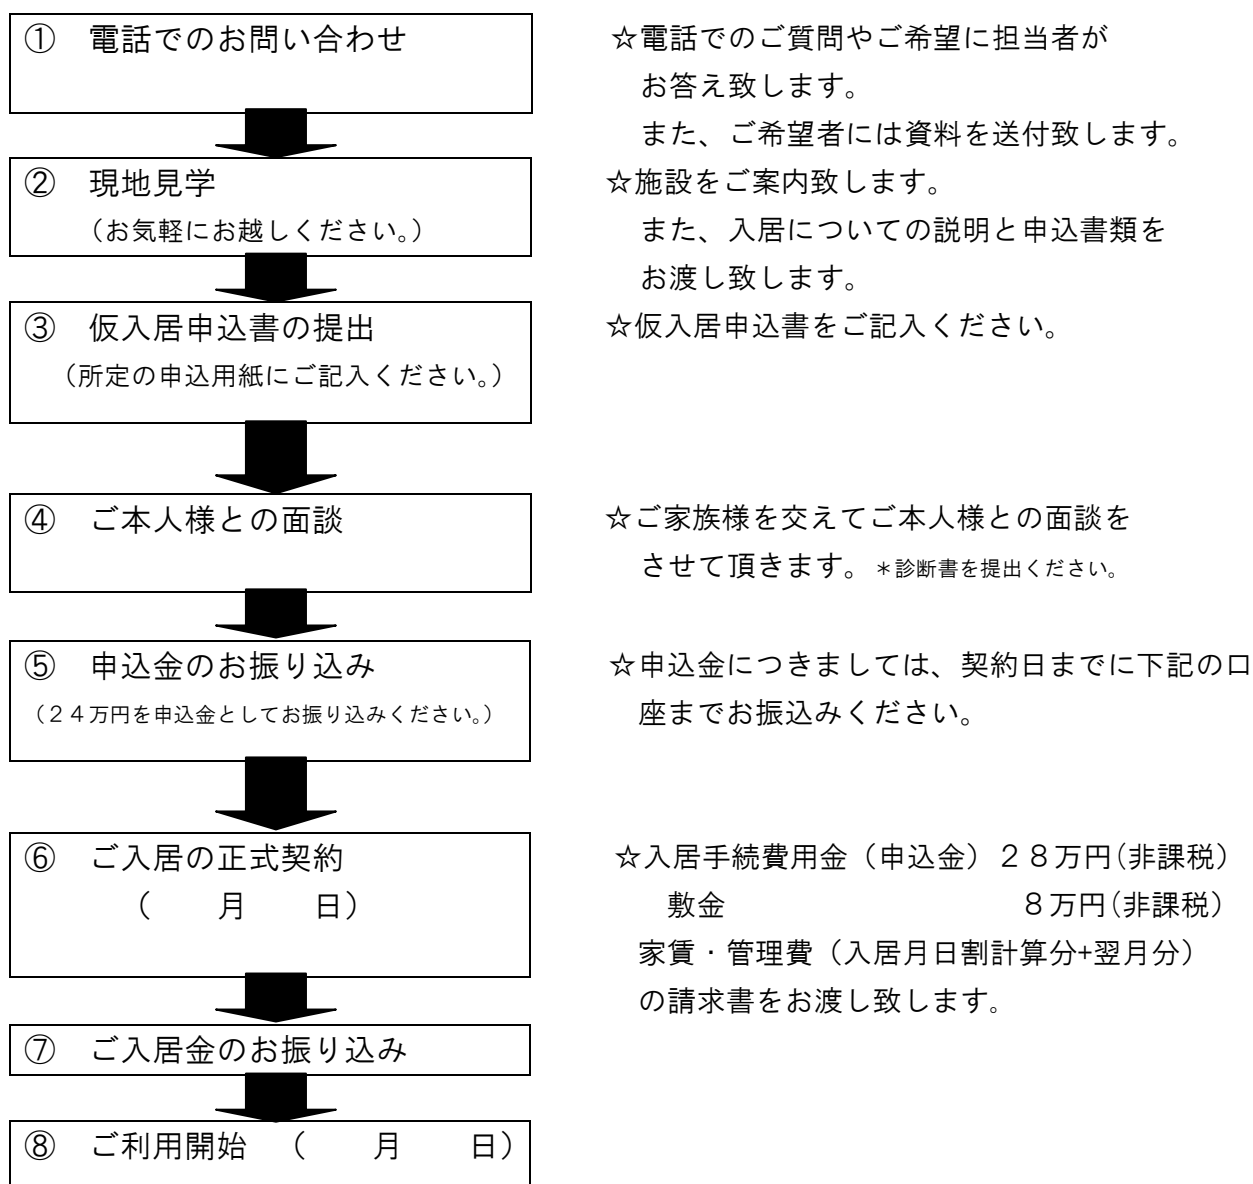 ① 電話でのお問い合わせ
☆電話でのご質問やご希望に担当者が
お答え致します。
また、ご希望者には資料を送付致します。
② 現地見学
（お気軽にお越しください。）
☆施設をご案内致します。
また、入居についての説明と申込書類を
お渡し致します。
③ 仮入居申込書の提出
（所定の申込用紙にご記入ください。）
☆仮入居申込書をご記入ください。
④ ご本人様との面談
☆ご家族様を交えてご本人様との面談を
させて頂きます。＊診断書を提出ください。
⑤ 申込金のお振り込み
（２４万円を申込金としてお振り込みください。）
☆申込金につきましては、契約日までに下記の口
座までお振込みください。
⑥ ご入居の正式契約
（　　月　　日）
☆入居手続費用金（申込金）２８万円(非課税）
敷金　　　　　　　　　８万円(非課税）
家賃・管理費（入居月日割計算分+翌月分）
の請求書をお渡し致します。
⑦ ご入居金のお振り込み
⑧ ご利用開始　（　　月　　日）